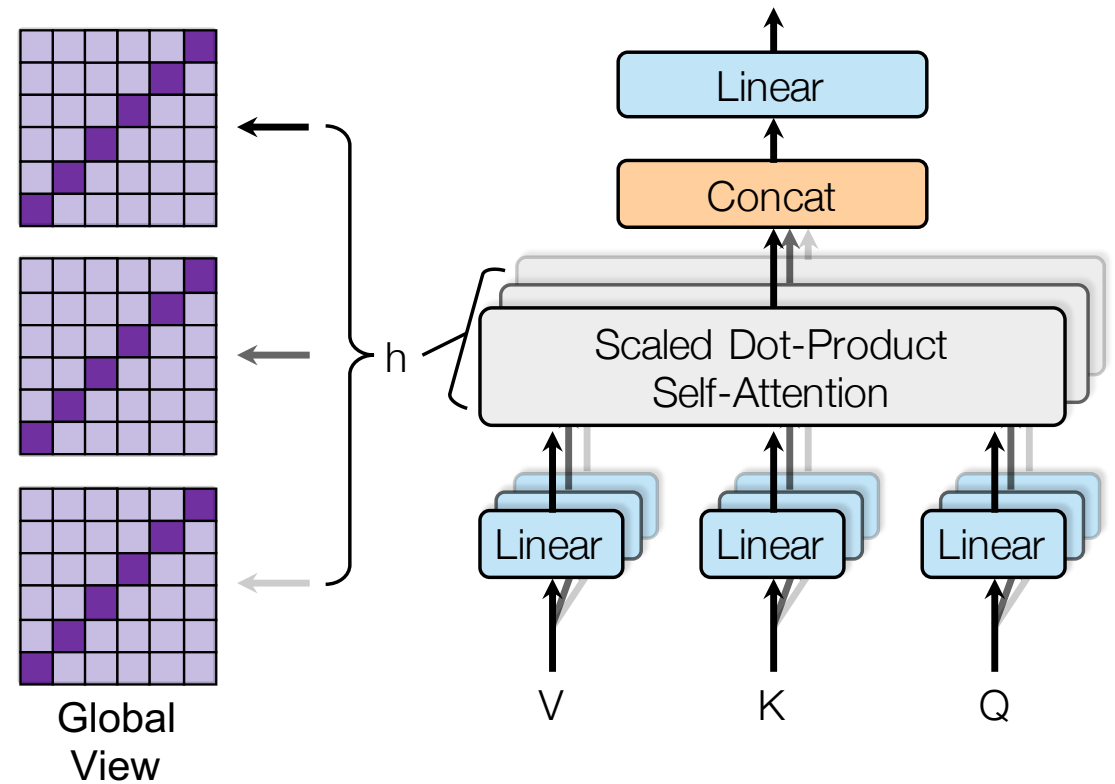 Linear
Concat
h
Scaled Dot-Product
Self-Attention
Linear
Linear
Linear
V
K
Q
Global
View